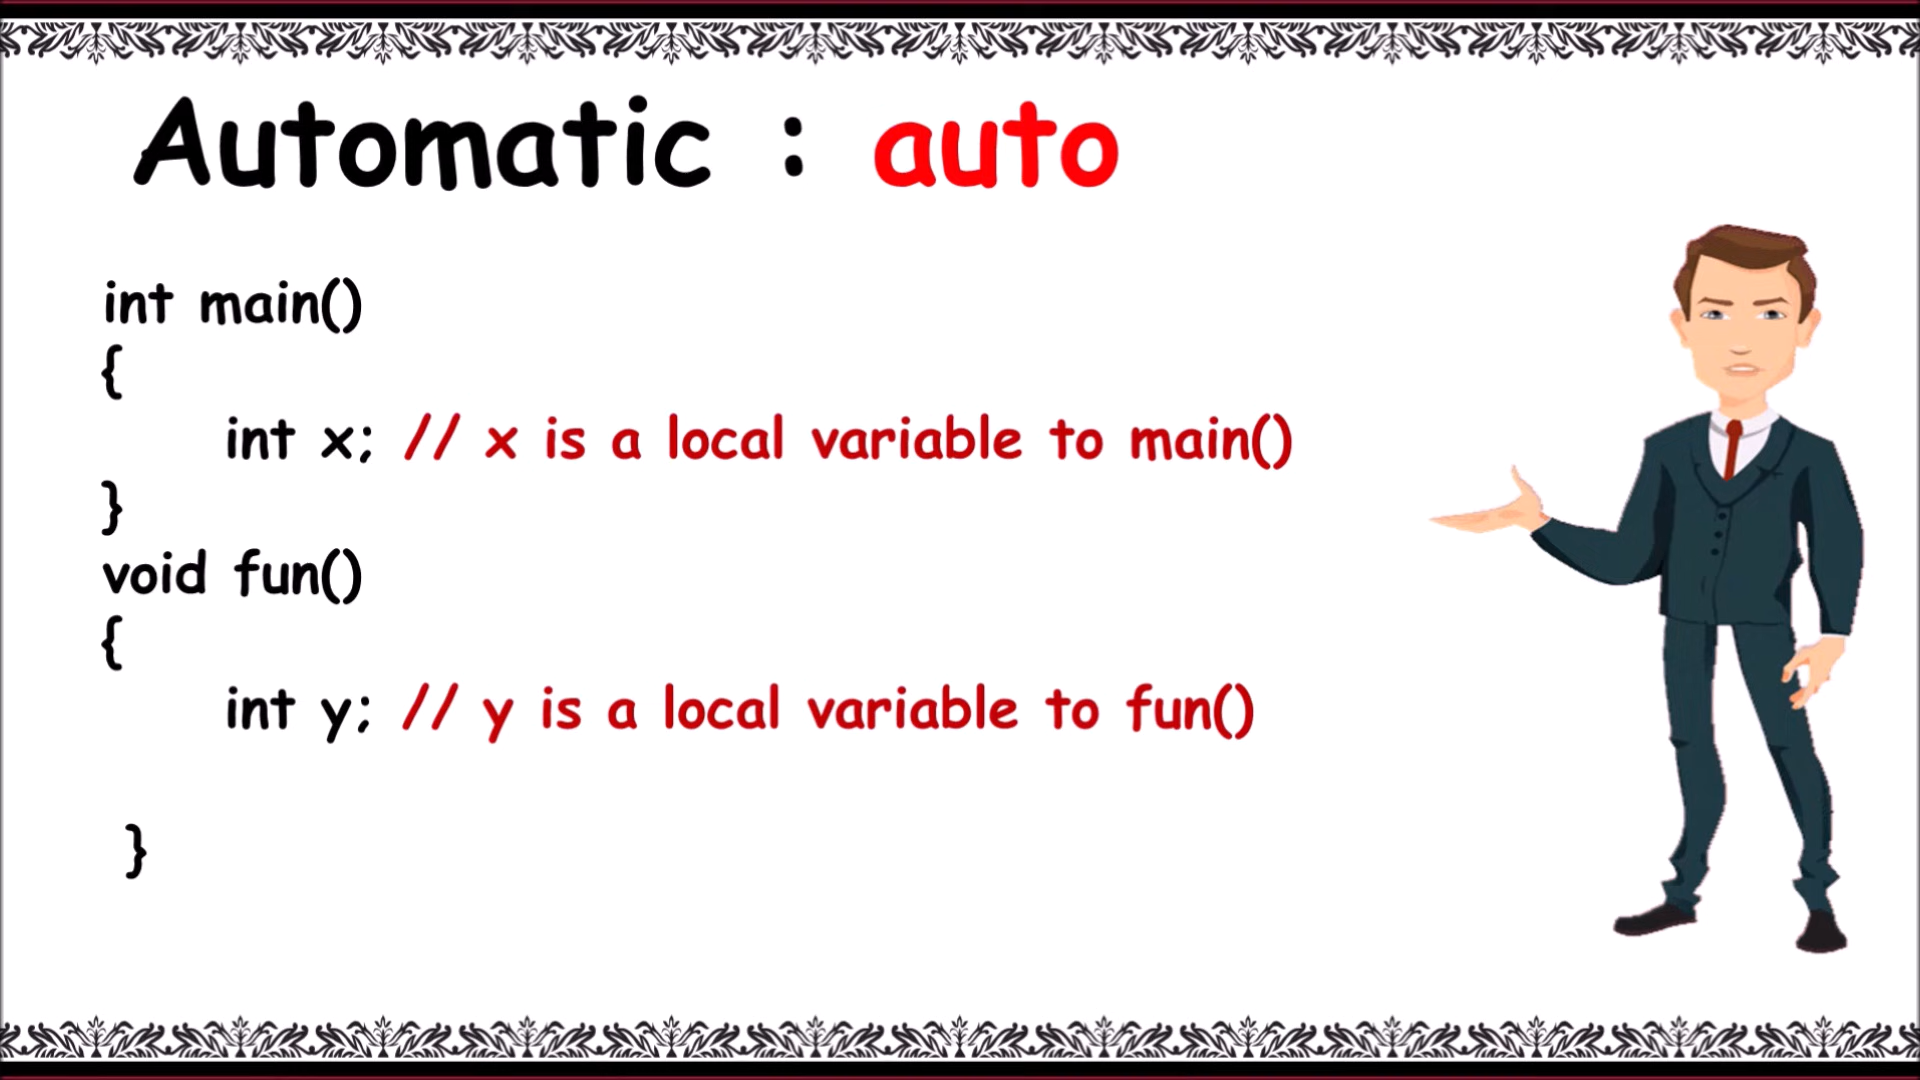 Automatic : auto
int main()
{
int x; // x is a local variable to main()
}
void fun()
{
int y; // y is a local variable to fun()
}